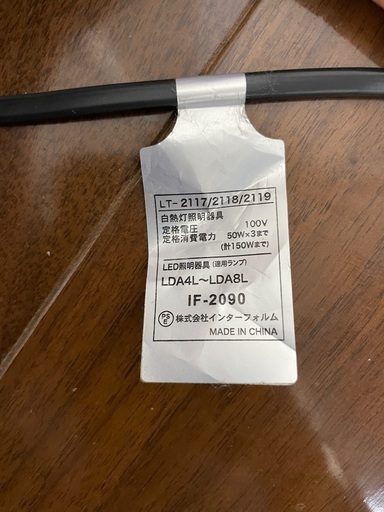 LT- 2117/2118/2119
白熱灯照明器具
定格電圧 100V
定格消費電力 50W×3まで
(計150Wまで)
LED照明器具 (適用ランプ)
LDA4L～LDA8L
IF-2090
PSE 株式会社インターフォルム
MADE IN CHINA